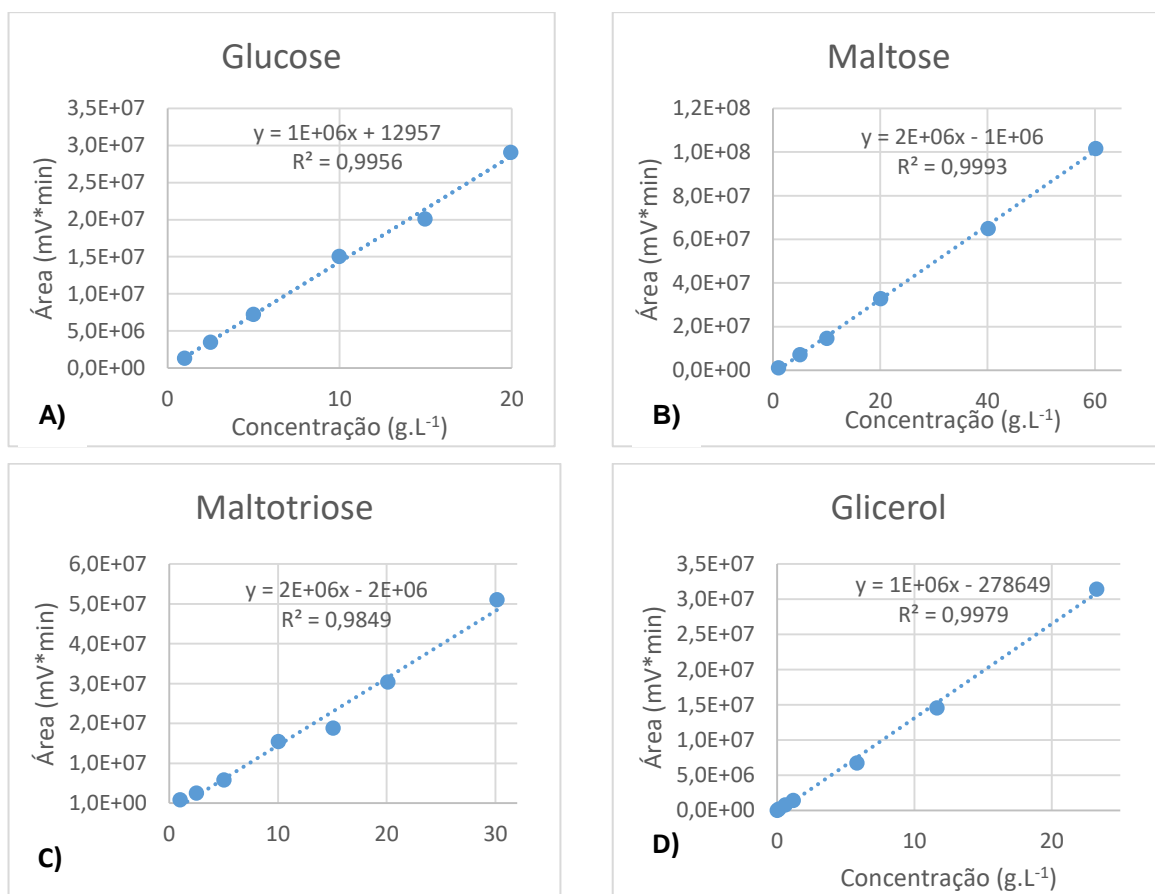 Glucose
3,5E+07
3,0E+07
2,5E+07
2,0E+07
1,5E+07
1,0E+07
5,0E+06
0,0E+00
Área (mV*min)
y = 1E+06x + 12957
R² = 0,9956
0 10 20
Concentração (g.L⁻¹)
A)
Maltose
1,2E+08
1,0E+08
8,0E+07
6,0E+07
4,0E+07
2,0E+07
0,0E+00
Área (mV*min)
y = 2E+06x - 1E+06
R² = 0,9993
0 20 40 60
Concentração (g.L⁻¹)
B)
Maltotriose
6,0E+07
5,0E+07
4,0E+07
3,0E+07
2,0E+07
1,0E+07
1,0E+00
Área (mV*min)
y = 2E+06x - 2E+06
R² = 0,9849
0 10 20 30
C)
Glicerol
3,5E+07
3,0E+07
2,5E+07
2,0E+07
1,5E+07
1,0E+07
5,0E+06
0,0E+00
Área (mV*min)
y = 1E+06x - 278649
R² = 0,9979
0 10 20
Concentração (g.L⁻¹)
D)